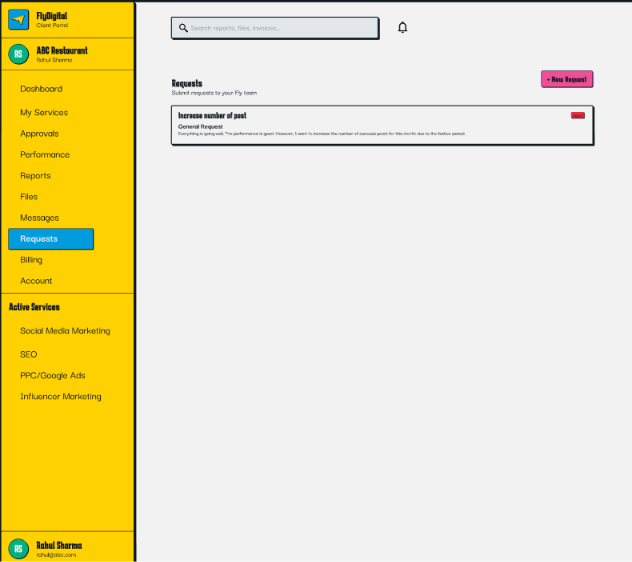 FlyDigital
Client Portal
RS
ABC Restaurant
Rahul Sharma
Dashboard
My Services
Approvals
Performance
Reports
Files
Messages
Requests
Billing
Account
Active Services
Social Media Marketing
SEO
PPC/Google Ads
Influencer Marketing
RS
Rahul Sharma
rahul@abc.com
Search reports, files, invoices...
Requests
Submit requests to your Fly team
+ New Request
Increase number of post
General Request
Everything is going well. The performance is good. However, I want to increase the number of carousel posts for this month due to the festive period.